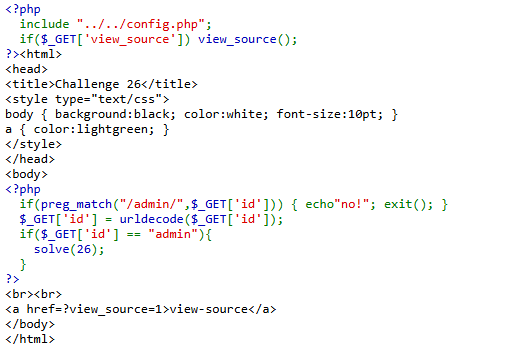 <?php
  include "../../config.php";
  if($_GET['view_source']) view_source();
?><html>
<head>
<title>Challenge 26</title>
<style type="text/css">
body { background:black; color:white; font-size:10pt; }
a { color:lightgreen; }
</style>
</head>
<body>
<?php
  if(preg_match("/admin/",$_GET['id'])) { echo"no!"; exit(); }
  $_GET['id'] = urldecode($_GET['id']);
  if($_GET['id'] == "admin"){
    solve(26);
  }
?>
<br><br>
<a href=?view_source=1>view-source</a>
</body>
</html>